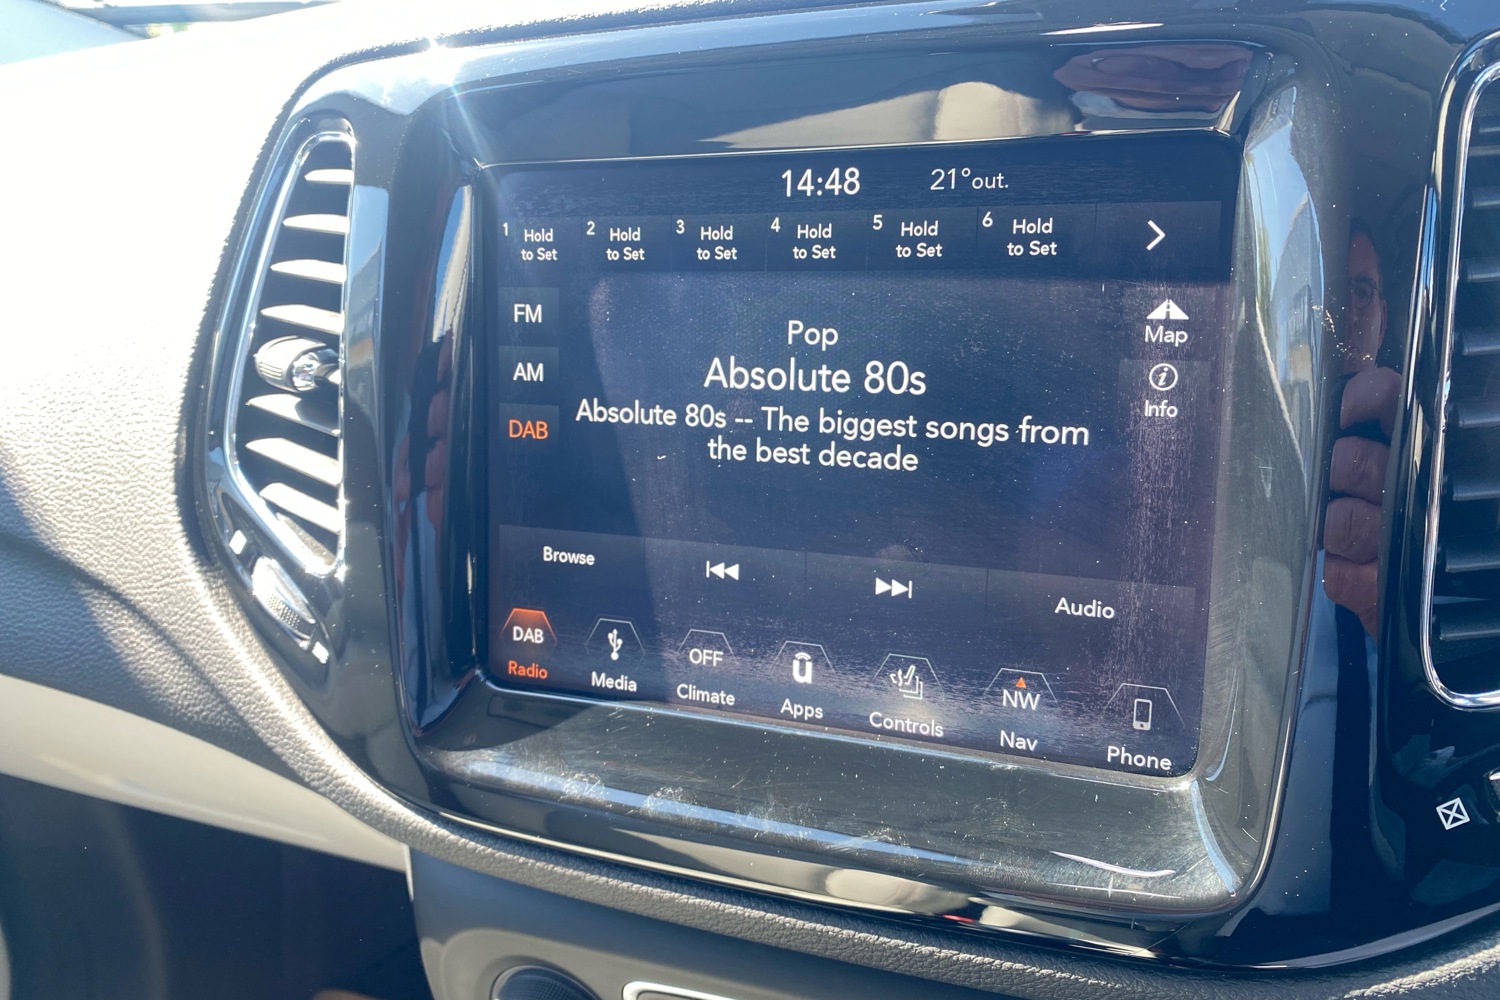 14:48 21°out.
1 Hold to Set
2 Hold to Set
3 Hold to Set
4 Hold to Set
5 Hold to Set
6 Hold to Set
FM
AM
DAB
Pop
Absolute 80s
Absolute 80s -- The biggest songs from
the best decade
Map
Info
Browse
Audio
DAB
Radio
Media
OFF
Climate
Apps
Controls
NW
Nav
Phone